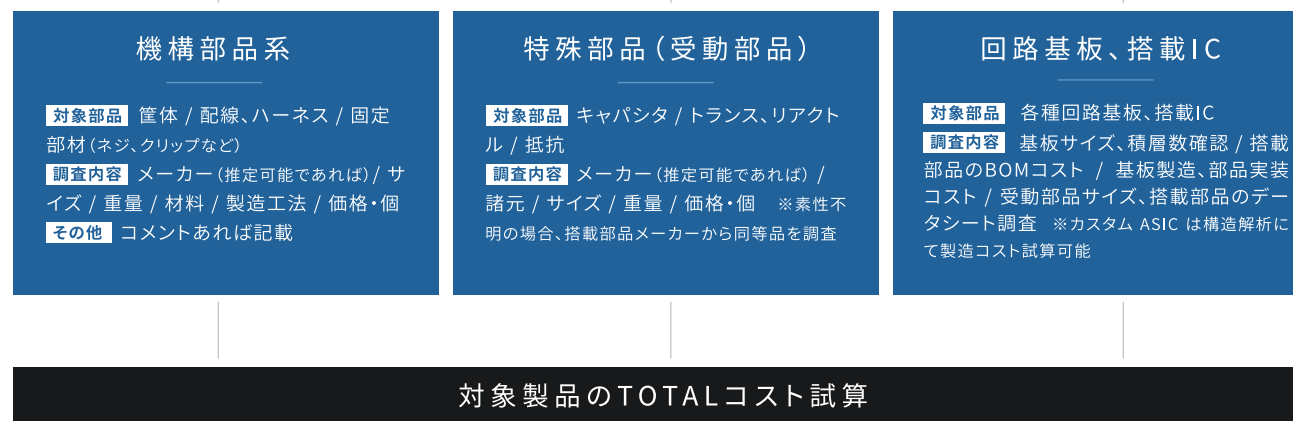 機構部品系
対象部品 筐体 / 配線、ハーネス / 固定
部材（ネジ、クリップなど）
調査内容 メーカー（推定可能であれば）/ サ
イズ / 重量 / 材料 / 製造工法 / 価格・個
その他 コメントあれば記載
特殊部品（受動部品）
対象部品 キャパシタ / トランス、リアクト
ル / 抵抗
調査内容 メーカー（推定可能であれば） /
諸元 / サイズ / 重量 / 価格・個 ※素性不
明の場合、搭載部品メーカーから同等品を調査
回路基板、搭載IC
対象部品 各種回路基板、搭載IC
調査内容 基板サイズ、積層数確認 / 搭載
部品のBOMコスト / 基板製造、部品実装
コスト / 受動部品サイズ、搭載部品のデー
タシート調査 ※カスタム ASIC は構造解析に
て製造コスト試算可能
対象製品のTOTALコスト試算